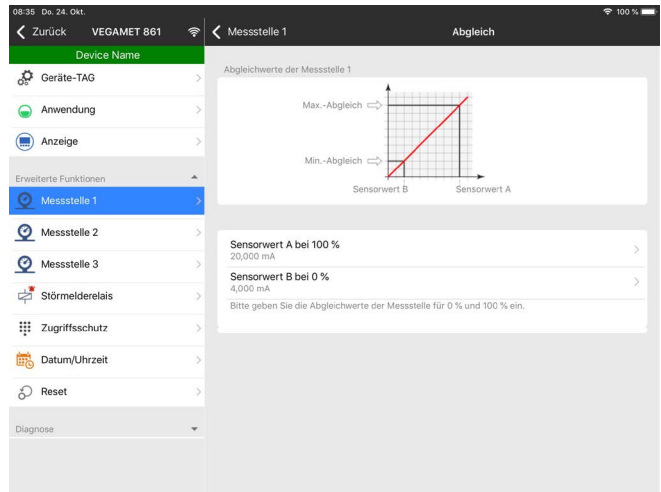 08:35 Do. 24. Okt.
100 %
Zurück
VEGAMET 861
Messstelle 1
Abgleich
Device Name
Geräte-TAG
Anwendung
Anzeige
Erweiterte Funktionen
Messstelle 1
Messstelle 2
Messstelle 3
Störmelderelais
Zugriffsschutz
Datum/Uhrzeit
Reset
Diagnose
Abgleichwerte der Messstelle 1
Max.-Abgleich
Min.-Abgleich
Sensorwert B
Sensorwert A
Sensorwert A bei 100 %
20,000 mA
Sensorwert B bei 0 %
4,000 mA
Bitte geben Sie die Abgleichwerte der Messstelle für 0 % und 100 % ein.